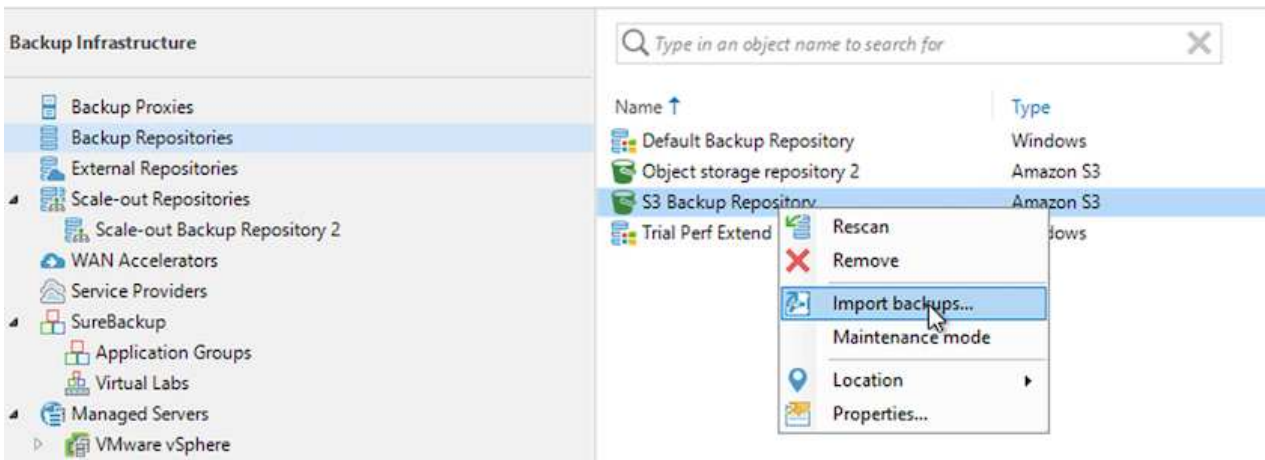 Backup Infrastructure
Backup Proxies
Backup Repositories
External Repositories
Scale-out Repositories
Scale-out Backup Repository 2
WAN Accelerators
Service Providers
SureBackup
Application Groups
Virtual Labs
Managed Servers
VMware vSphere
Type in an object name to search for
Name Type
Default Backup Repository Windows
Object storage repository 2 Amazon S3
S3 Backup Repository Amazon S3
Trial Perf Extend dows
Rescan
Remove
Import backups...
Maintenance mode
Location
Properties...